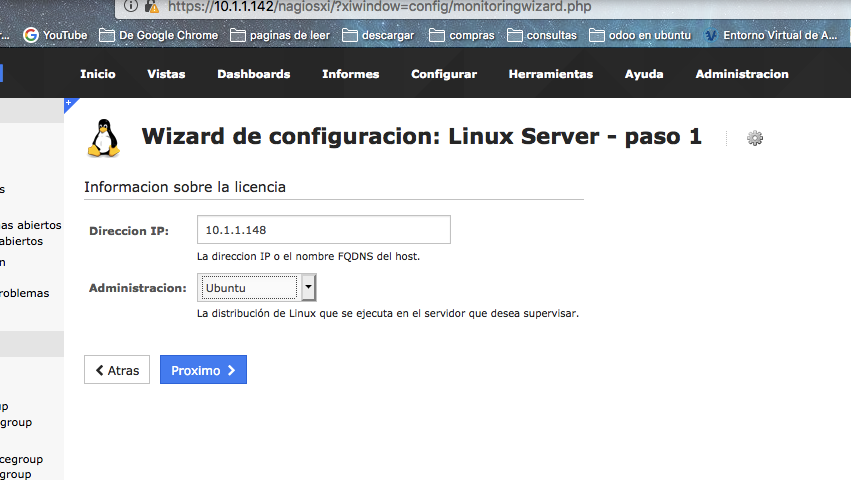 https://10.1.1.142/nagiosxi/?xiwindow=config/monitoringwizard.php
... YouTube De Google Chrome paginas de leer descargar compras consultas odoo en ubuntu Entorno Virtual de A...
Inicio Vistas Dashboards Informes Configurar Herramientas Ayuda Administracion
Wizard de configuracion: Linux Server - paso 1
Informacion sobre la licencia
Direccion IP: 10.1.1.148
La direccion IP o el nombre FQDNS del host.
Administracion: Ubuntu
La distribución de Linux que se ejecuta en el servidor que desea supervisar.
Atras Proximo
s
as abiertos
abiertos
n
roblemas
up
group
cegroup
group